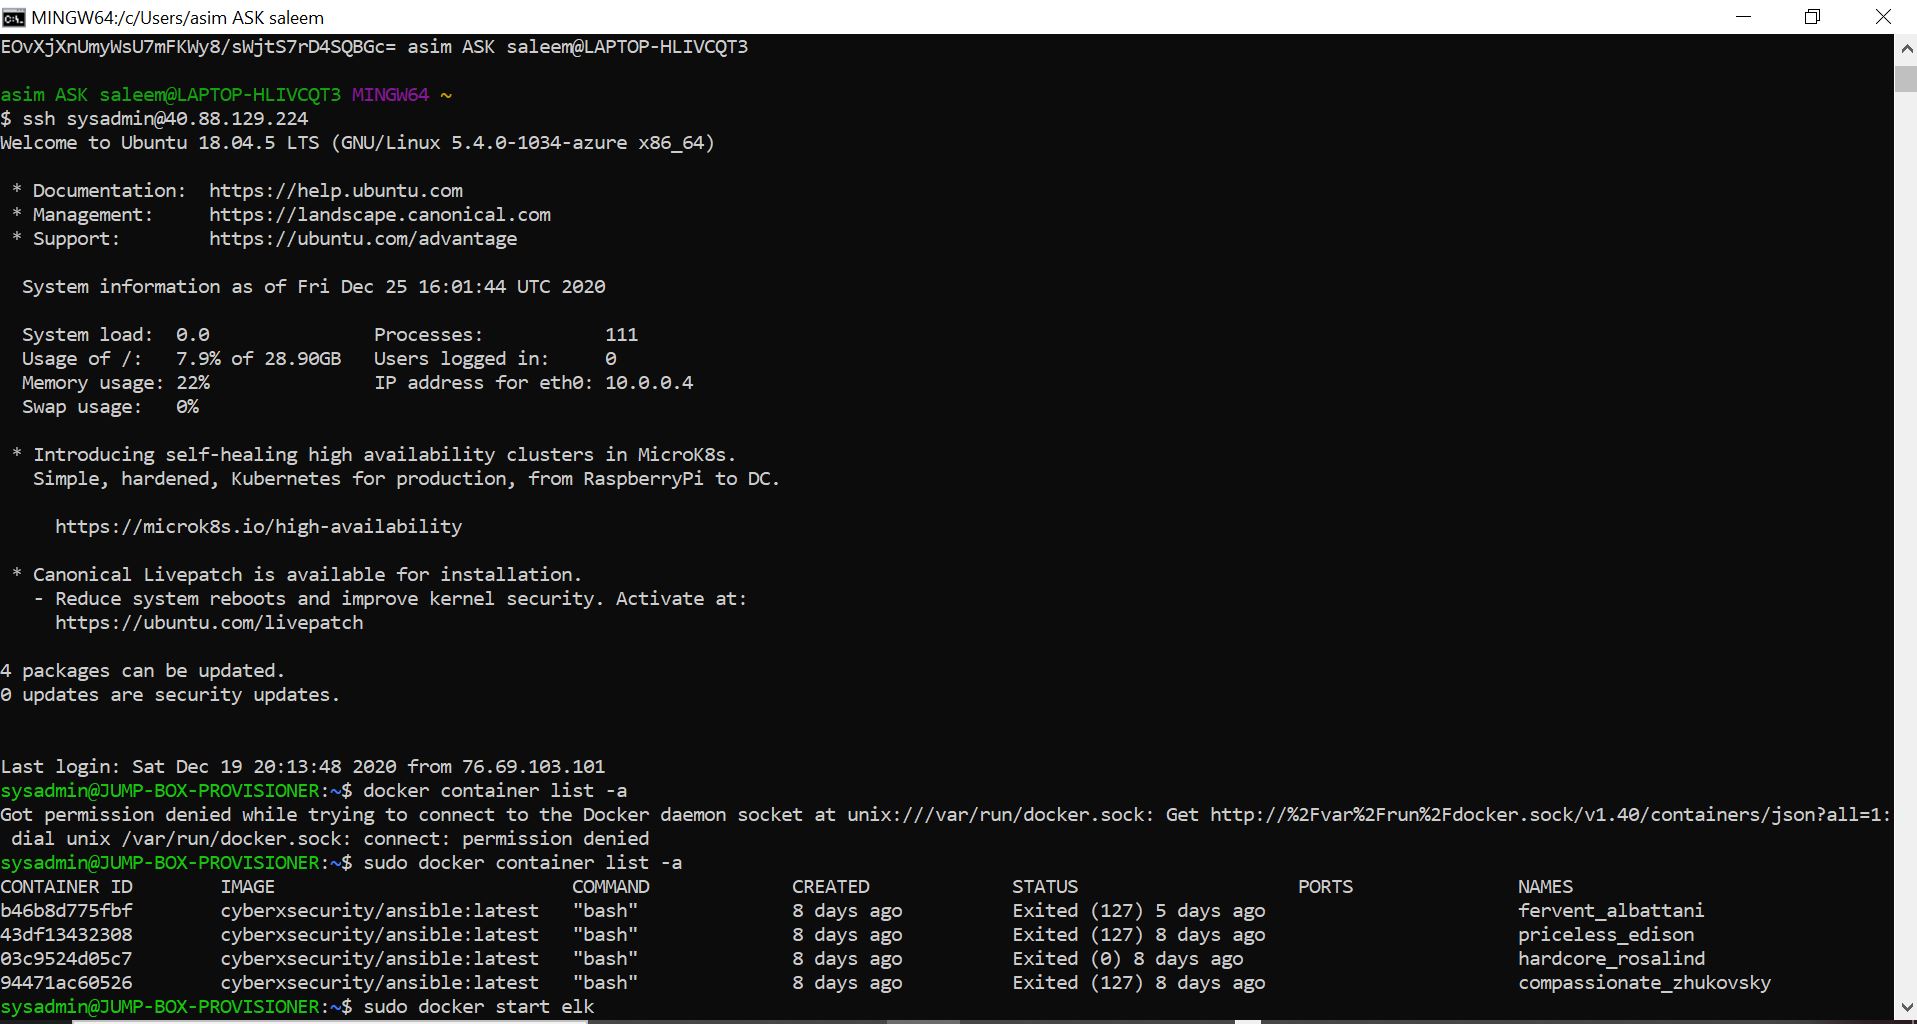 MINGW64:/c/Users/asim ASK saleem
EOvXjXnUmyWsU7mFKWy8/sWjtS7rD4SQBGc= asim ASK saleem@LAPTOP-HLIVCQT3
asim ASK saleem@LAPTOP-HLIVCQT3 MINGW64 ~
$ ssh sysadmin@40.88.129.224
Welcome to Ubuntu 18.04.5 LTS (GNU/Linux 5.4.0-1034-azure x86_64)
* Documentation:  https://help.ubuntu.com
* Management:     https://landscape.canonical.com
* Support:        https://ubuntu.com/advantage
System information as of Fri Dec 25 16:01:44 UTC 2020
System load:  0.0               Processes:           111
Usage of /:   7.9% of 28.90GB   Users logged in:     0
Memory usage: 22%               IP address for eth0: 10.0.0.4
Swap usage:   0%
* Introducing self-healing high availability clusters in MicroK8s.
Simple, hardened, Kubernetes for production, from RaspberryPi to DC.
https://microk8s.io/high-availability
* Canonical Livepatch is available for installation.
- Reduce system reboots and improve kernel security. Activate at:
https://ubuntu.com/livepatch
4 packages can be updated.
0 updates are security updates.
Last login: Sat Dec 19 20:13:48 2020 from 76.69.103.101
sysadmin@JUMP-BOX-PROVISIONER:~$ docker container list -a
Got permission denied while trying to connect to the Docker daemon socket at unix:///var/run/docker.sock: Get http://%2Fvar%2Frun%2Fdocker.sock/v1.40/containers/json?all=1:
dial unix /var/run/docker.sock: connect: permission denied
sysadmin@JUMP-BOX-PROVISIONER:~$ sudo docker container list -a
CONTAINER ID        IMAGE                           COMMAND             CREATED             STATUS                    PORTS               NAMES
b46b8d775fbf        cyberxsecurity/ansible:latest   "bash"              8 days ago          Exited (127) 5 days ago                       fervent_albattani
43df13432308        cyberxsecurity/ansible:latest   "bash"              8 days ago          Exited (127) 8 days ago                       priceless_edison
03c9524d05c7        cyberxsecurity/ansible:latest   "bash"              8 days ago          Exited (0) 8 days ago                         hardcore_rosalind
94471ac60526        cyberxsecurity/ansible:latest   "bash"              8 days ago          Exited (127) 8 days ago                       compassionate_zhukovsky
sysadmin@JUMP-BOX-PROVISIONER:~$ sudo docker start elk